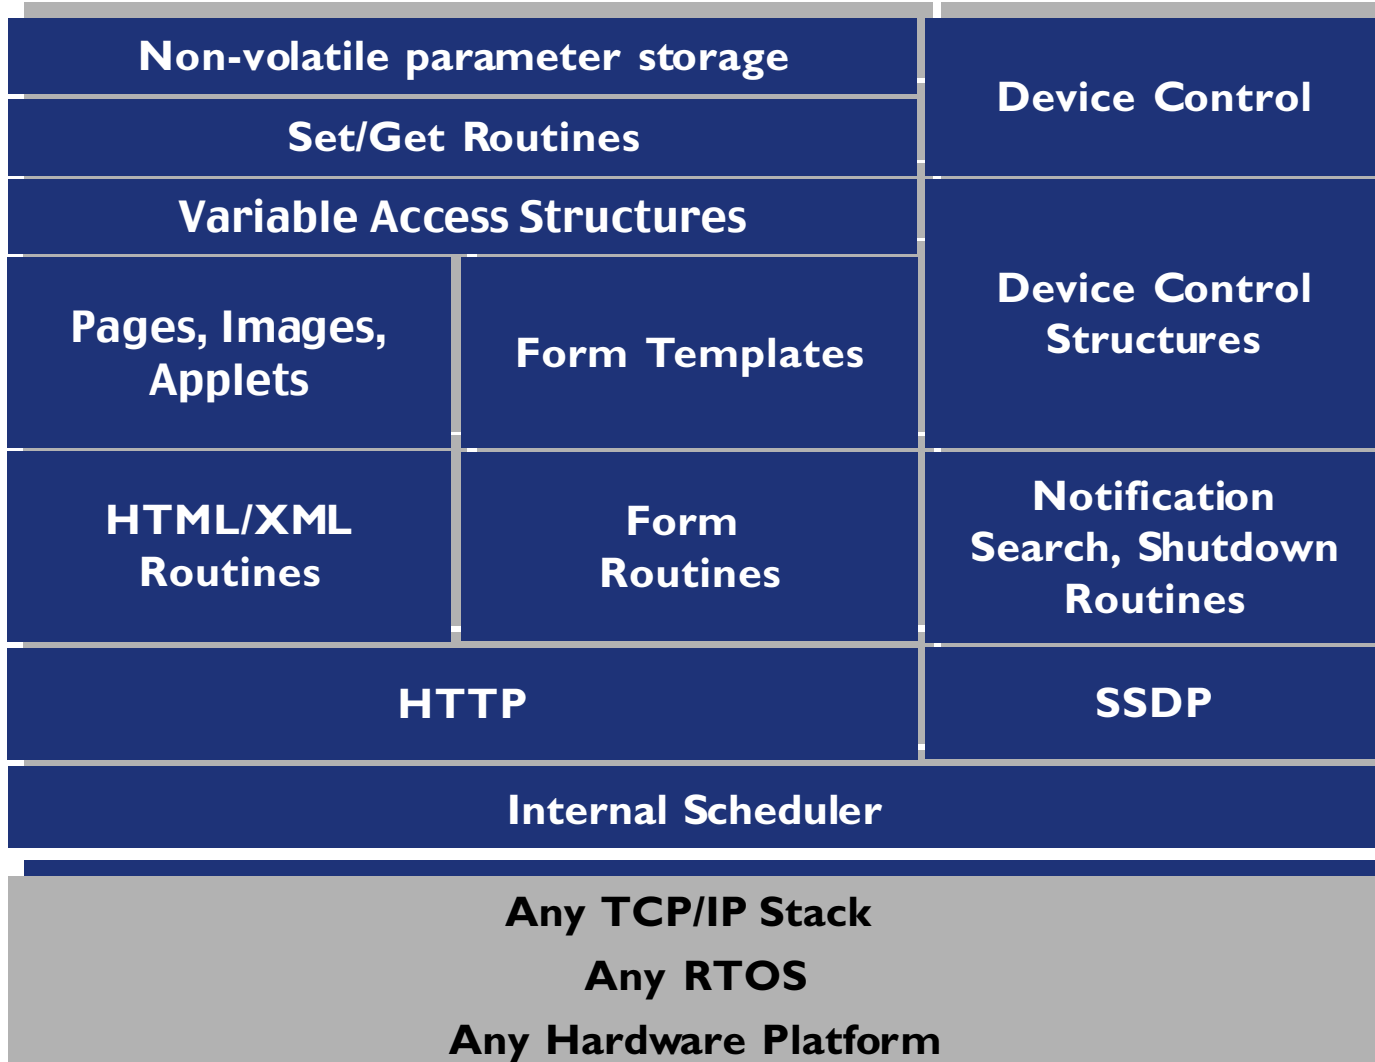 Non-volatile parameter storage
Device Control
Set/Get Routines
Variable Access Structures
Device Control
Structures
Pages, Images,
Applets
Form Templates
HTML/XML
Routines
Form
Routines
Notification
Search, Shutdown
Routines
HTTP
SSDP
Internal Scheduler
Any TCP/IP Stack
Any RTOS
Any Hardware Platform